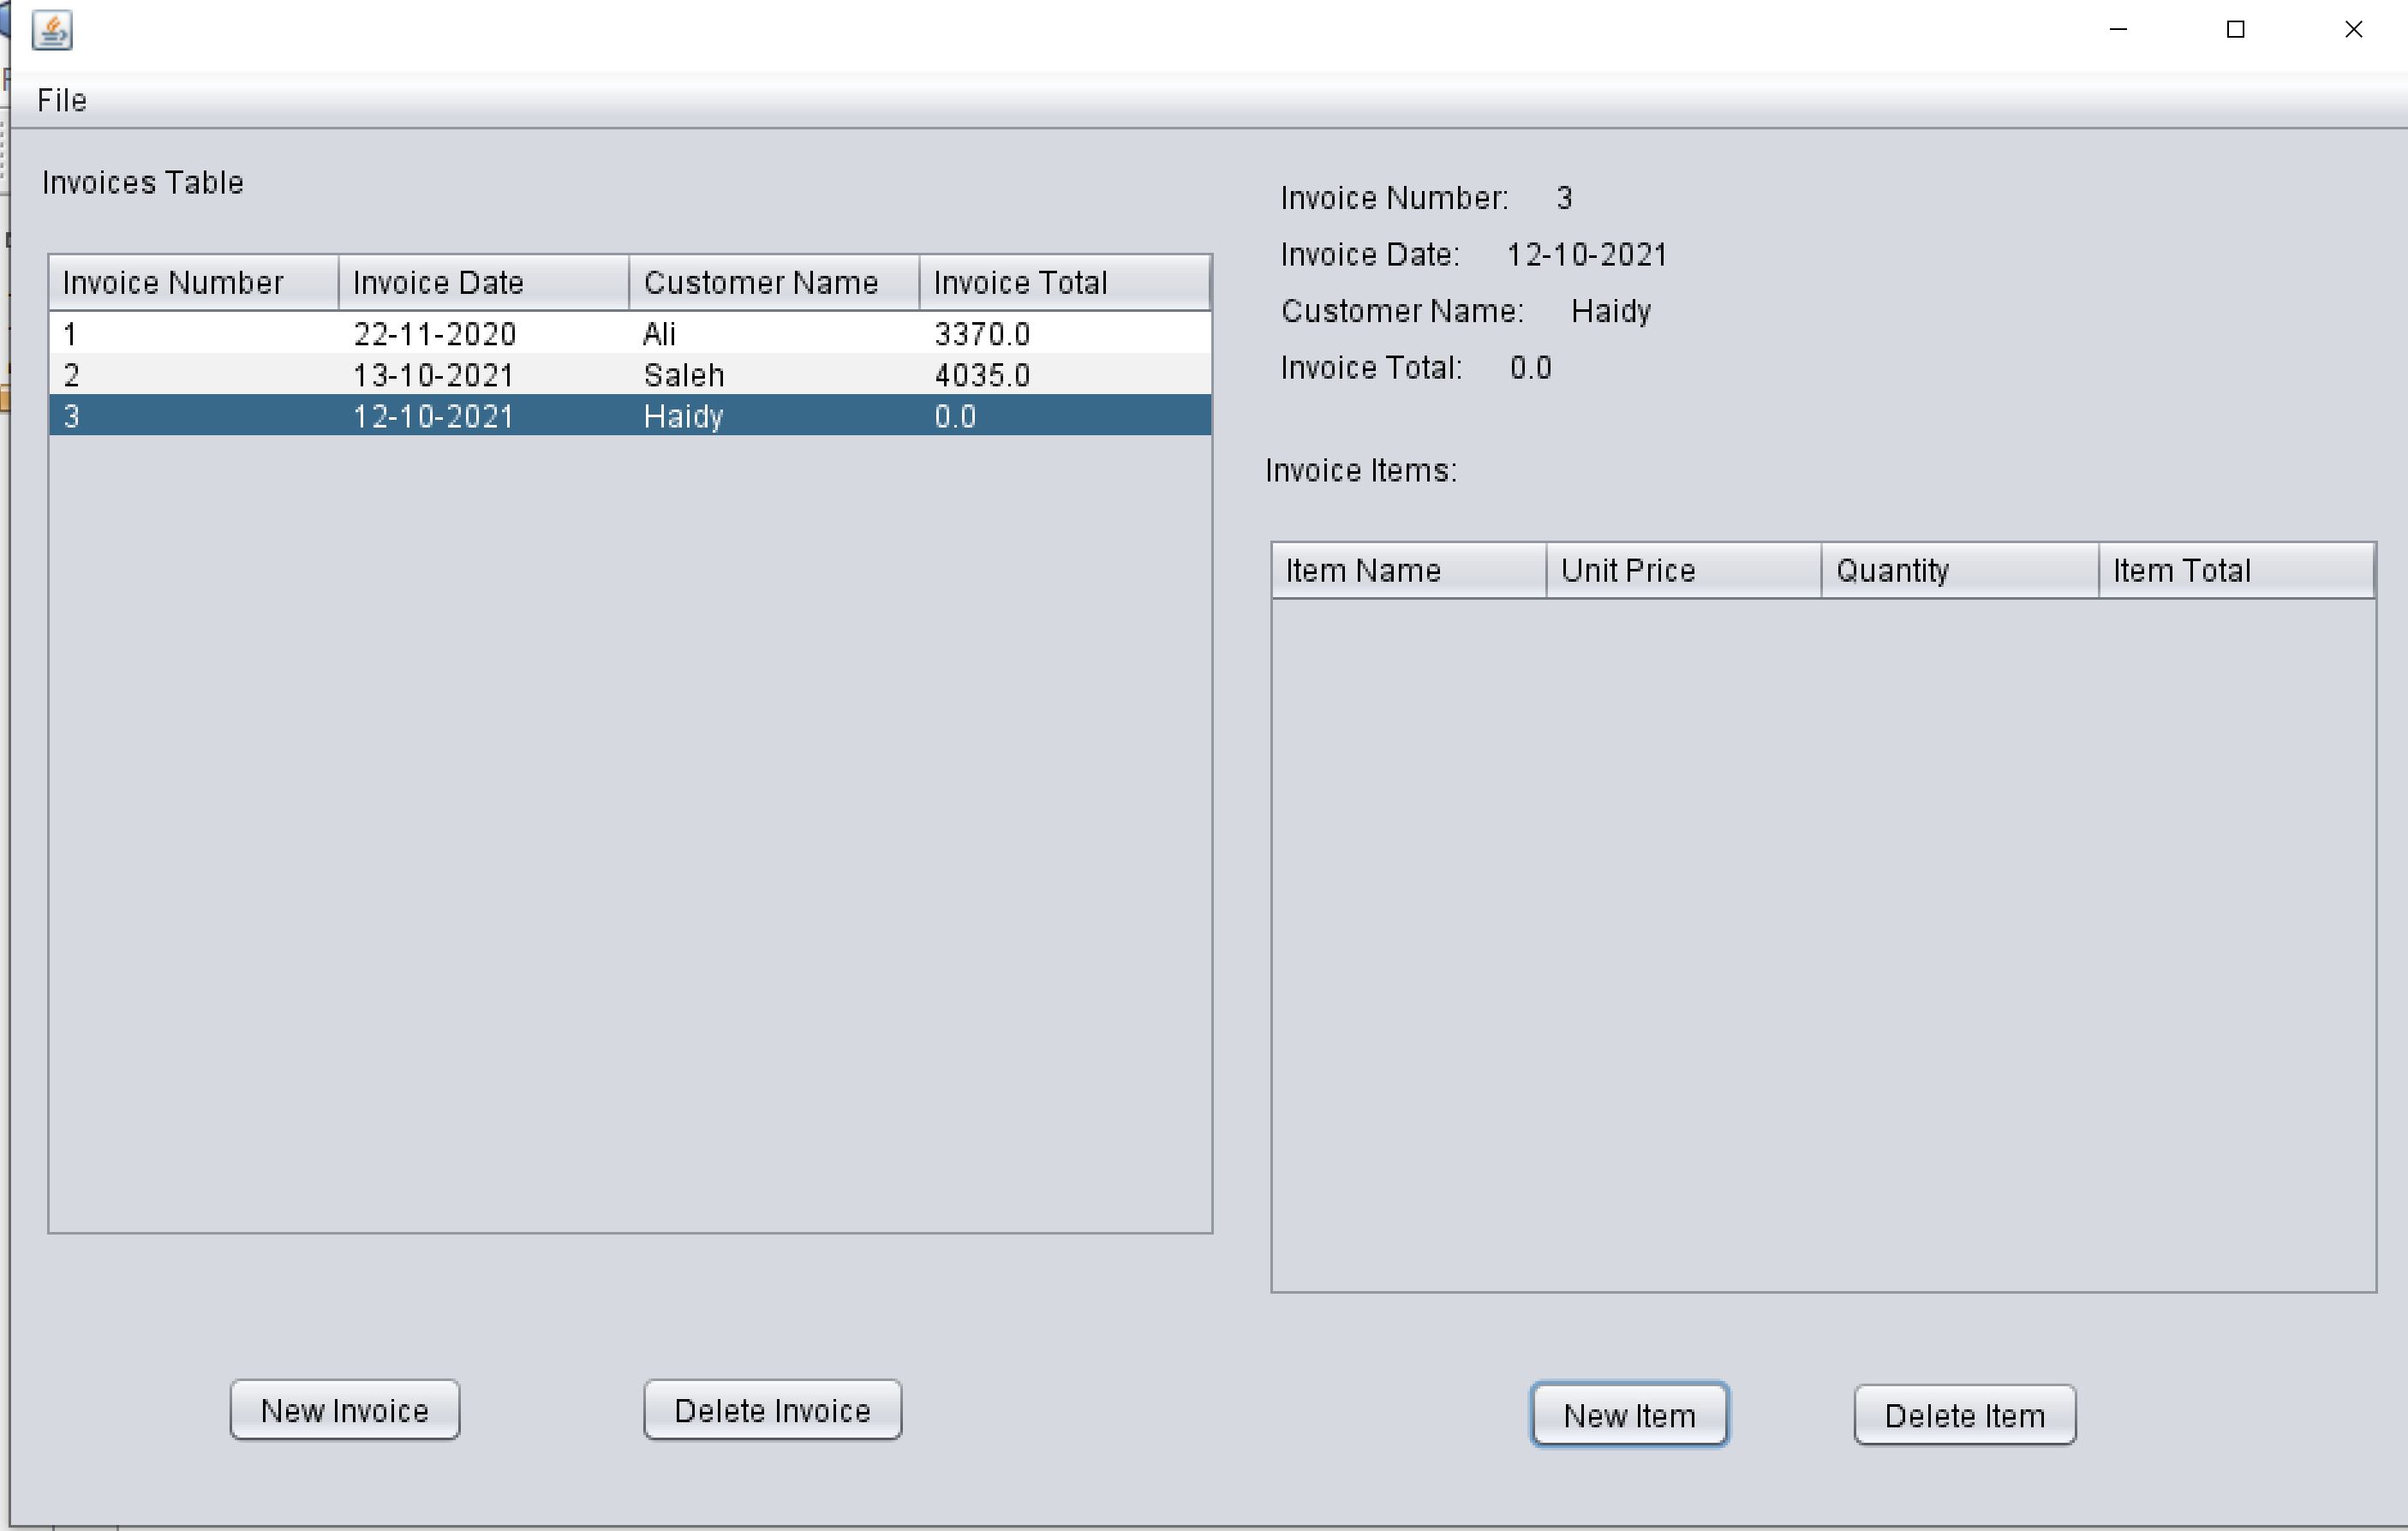 File
Invoices Table
Invoice Number Invoice Date Customer Name Invoice Total
1 22-11-2020 Ali 3370.0
2 13-10-2021 Saleh 4035.0
3 12-10-2021 Haidy 0.0
New Invoice Delete Invoice
Invoice Number: 3
Invoice Date: 12-10-2021
Customer Name: Haidy
Invoice Total: 0.0
Invoice Items:
Item Name Unit Price Quantity Item Total
New Item Delete Item